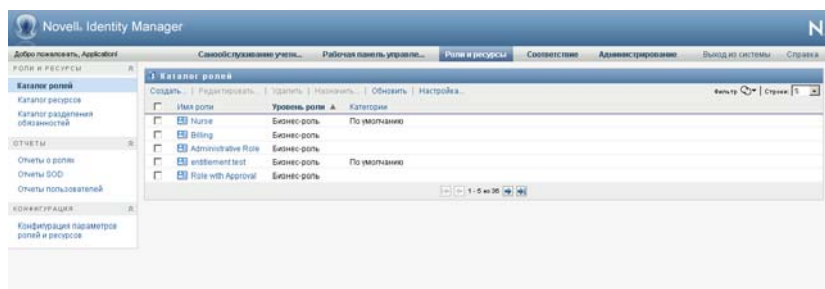 Novell® Identity Manager
N
Добро пожаловать, Application!
Самообслуживание учетн... Рабочая панель управле... Роли и ресурсы Соответствие Администрирование Выход из системы Справка
РОЛИ И РЕСУРСЫ
Каталог ролей
Каталог ресурсов
Каталог разделения
обязанностей
ОТЧЕТЫ
Отчеты о ролях
Отчеты SOD
Отчеты пользователей
КОНФИГУРАЦИЯ
Конфигурация параметров
ролей и ресурсов
Каталог ролей
Создать... | Редактировать... | Удалить | Назначить... | Обновить | Настройка...
Фильтр | Строки: 5
Имя роли Уровень роли Категории
Nurse Бизнес-роль По умолчанию
Billing Бизнес-роль
Administrative Role Бизнес-роль
entitlement test Бизнес-роль По умолчанию
Role with Approval Бизнес-роль
1 - 5 из 36